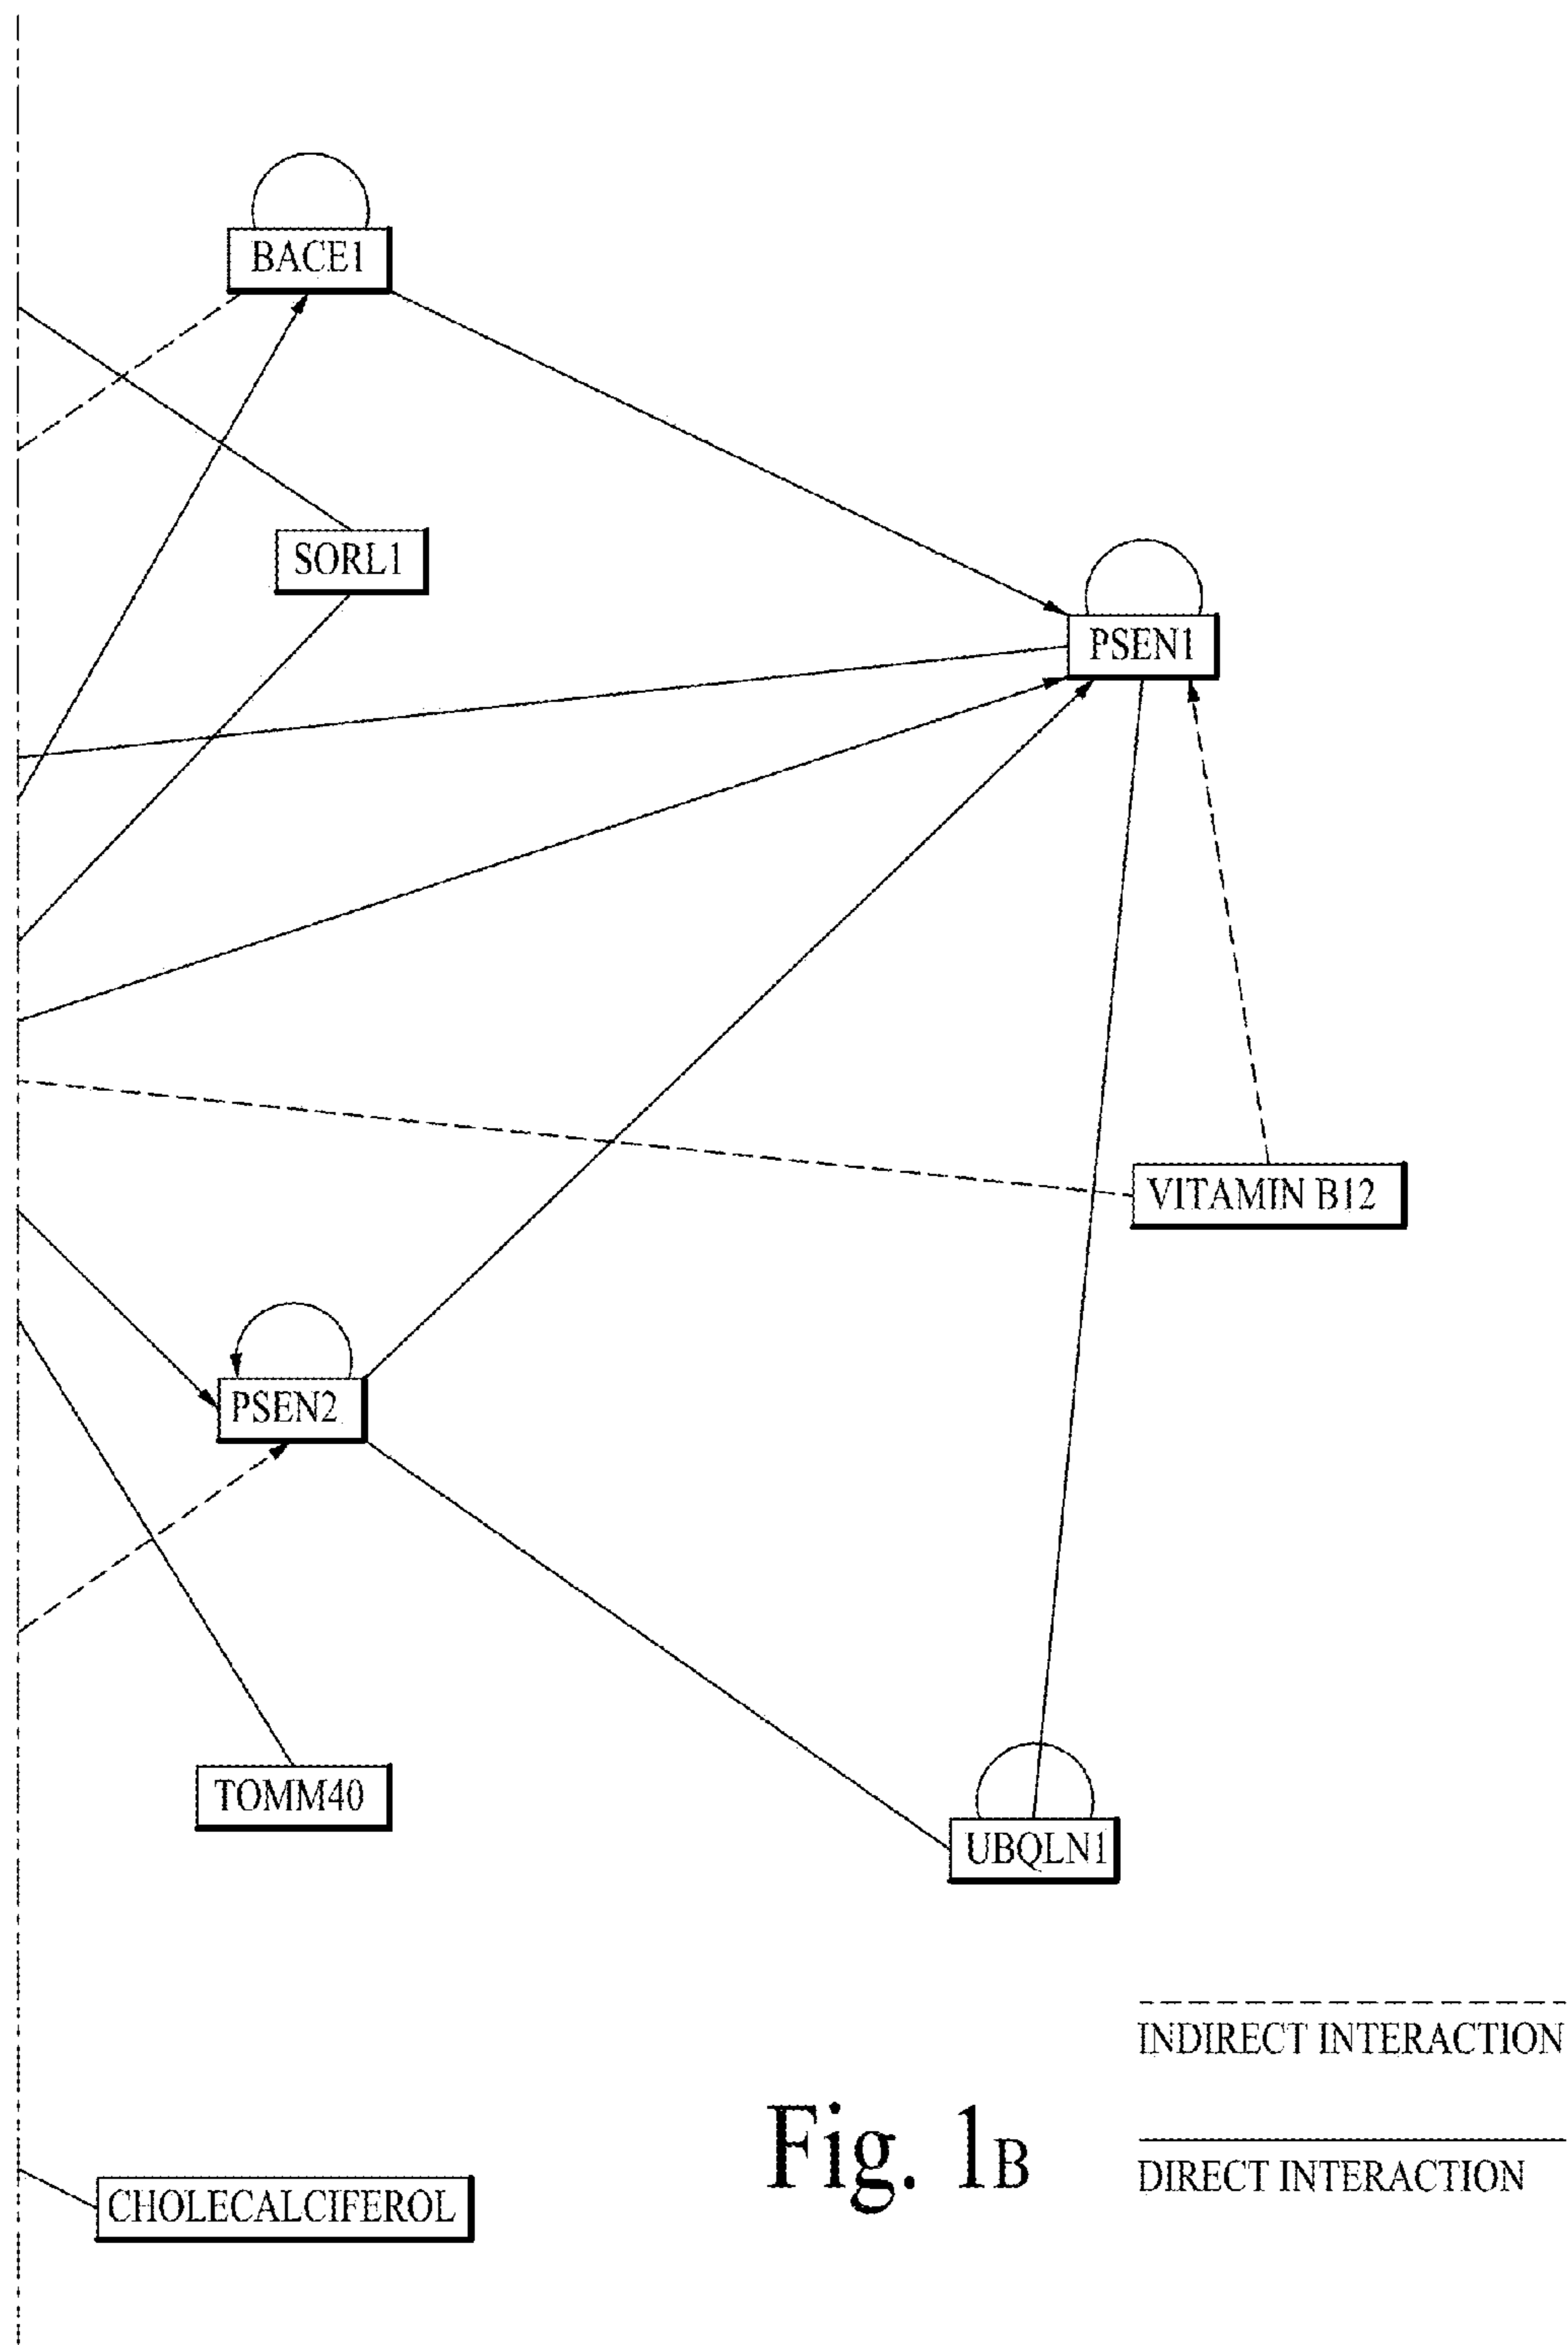 BACE1
SORL1
PSEN1
VITAMIN B12
PSEN2
TOMM40
UBQLN1
INDIRECT INTERACTION
Fig. 1B
DIRECT INTERACTION
CHOLECALCIFEROL